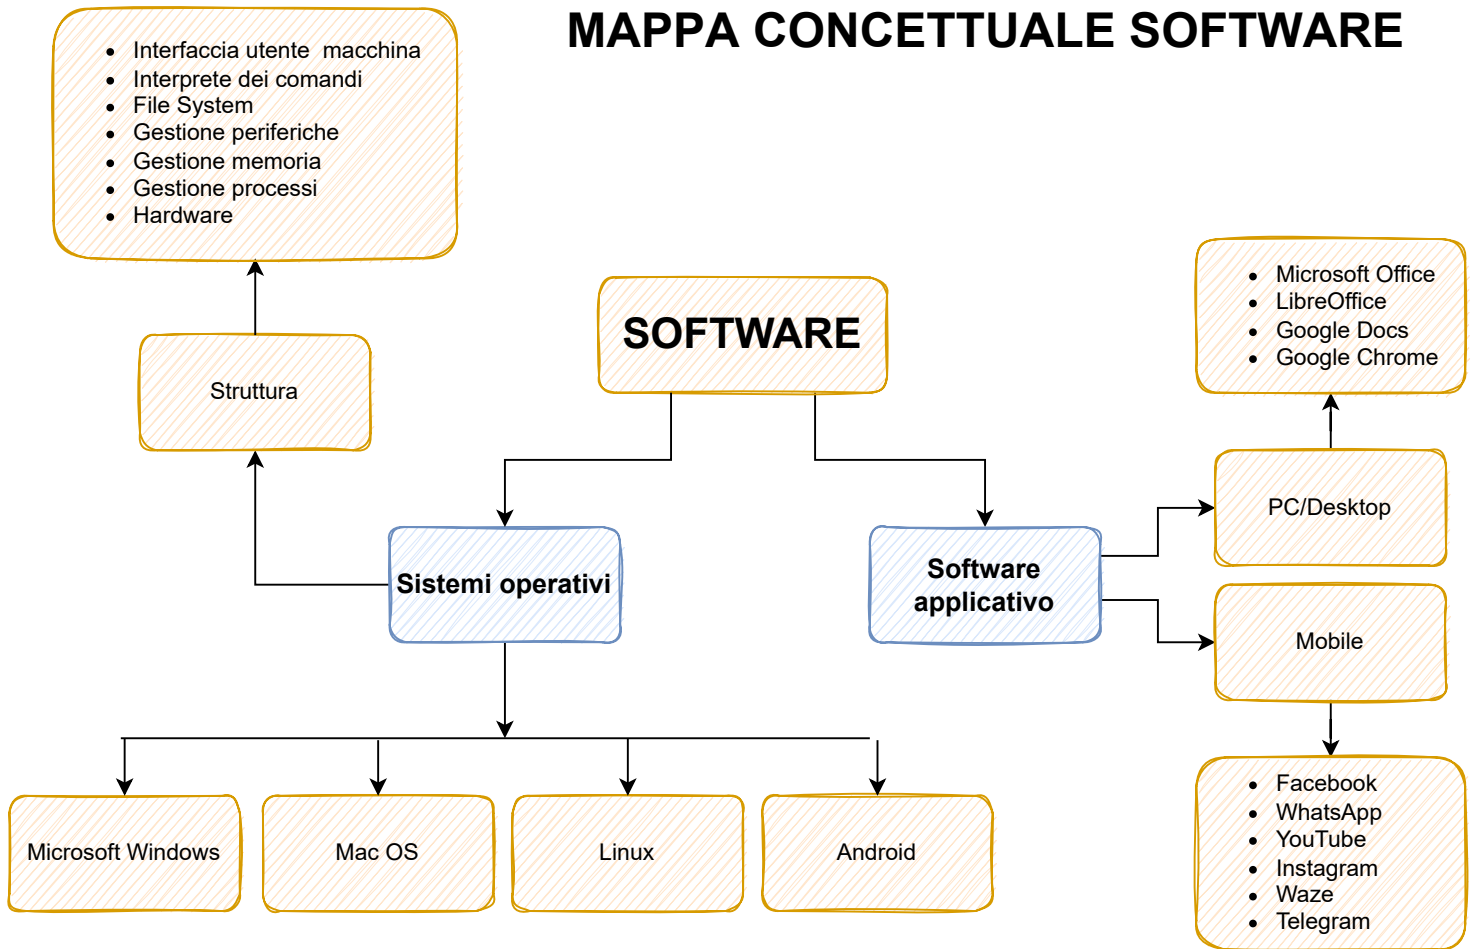 MAPPA CONCETTUALE SOFTWARE
Interfaccia utente  macchina
Interprete dei comandi
File System
Gestione periferiche
Gestione memoria
Gestione processi
Hardware
Struttura
SOFTWARE
Microsoft Office
LibreOffice
Google Docs
Google Chrome
PC/Desktop
Sistemi operativi
Software
applicativo
Mobile
Microsoft Windows
Mac OS
Linux
Android
Facebook
WhatsApp
YouTube
Instagram
Waze
Telegram